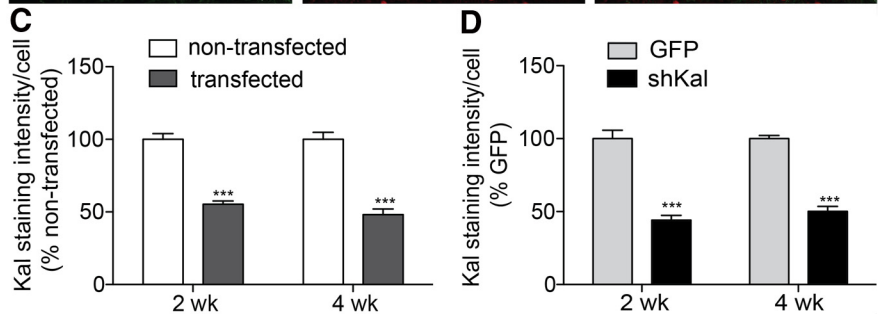 C
Kal staining intensity/cell
(% non-transfected)
non-transfected
transfected
150
100
50
0
***
***
2 wk
4 wk
D
Kal staining intensity/cell
(% GFP)
GFP
shKal
150
100
50
0
***
***
2 wk
4 wk